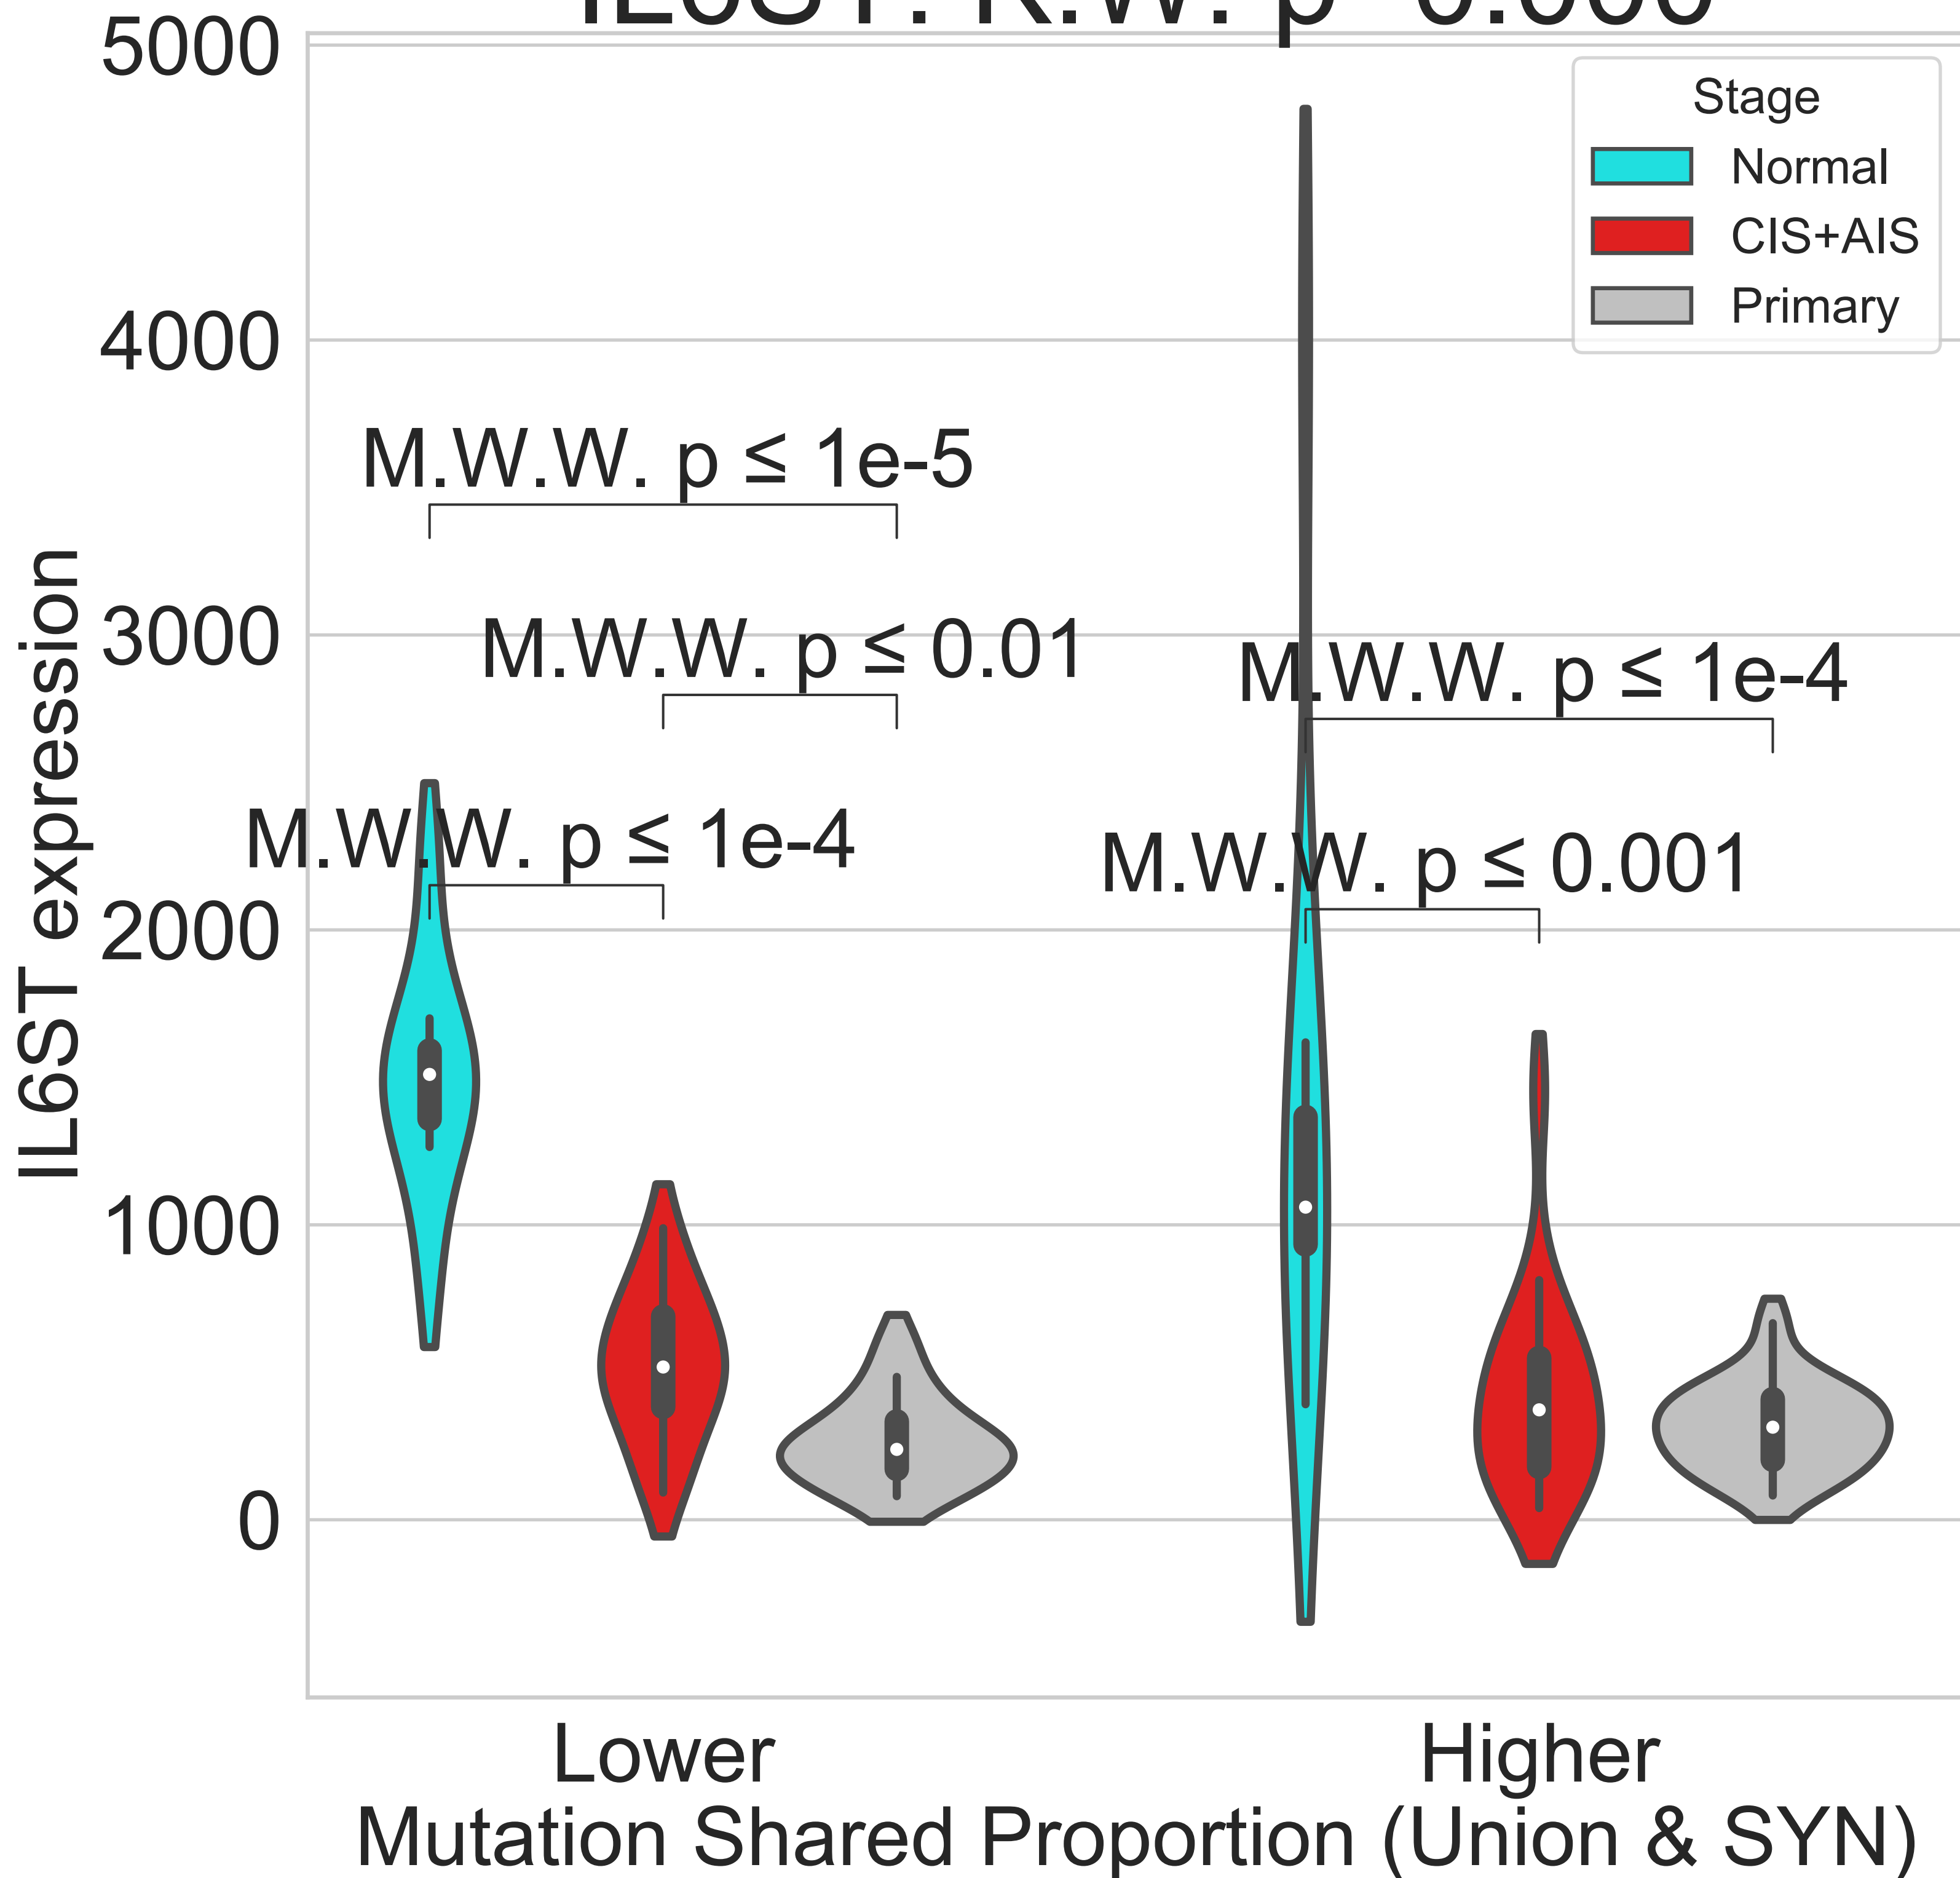 K.W. p
5000
Stage
Normal
CIS+AIS
Primary
4000
M.W.W. p ≤ 1e-5
3000
M.W.W. p ≤ 0.01
M.W.W. p ≤ 1e-4
M.W.W. p ≤ 1e-4
M.W.W. p ≤ 0.001
IL6ST expression
2000
1000
0
Lower
Higher
Mutation Shared Proportion (Union & SYN)